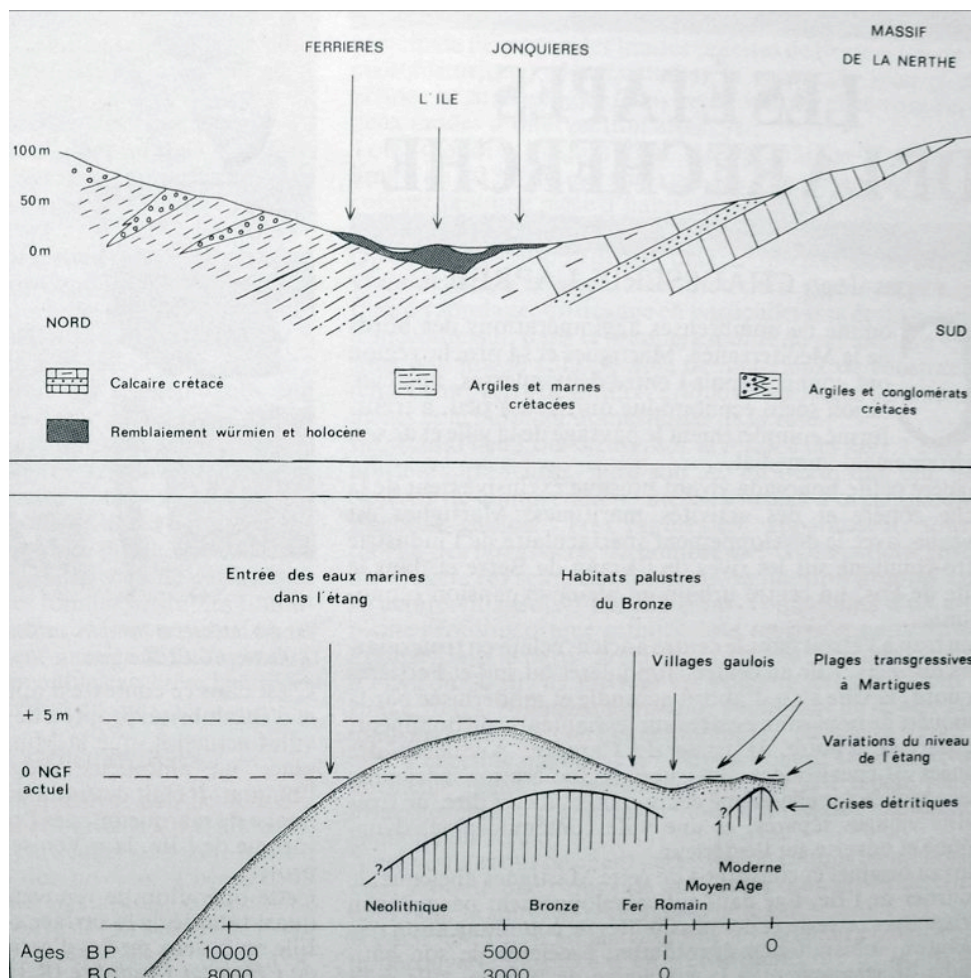 MASSIF
DE LA NERTHE
FERRIERES
JONQUIERES
L'ILE
100 m
50 m
0 m
NORD
SUD
Calcaire crétacé
Argiles et marnes
crétacées
Argiles et conglomérats
crétacés
Remblaiement würmien et holocène
Entrée des eaux marines
dans l'étang
Habitats palustres
du Bronze
Villages gaulois
Plages transgressives
à Martigues
+ 5 m
Variations du niveau
de l'étang
0 NGF
actuel
Crises détritiques
?
?
Moderne
Moyen Age
Neolithique Bronze Fer Romain
Ages BP 10000 5000 0
BC 8000 3000 0